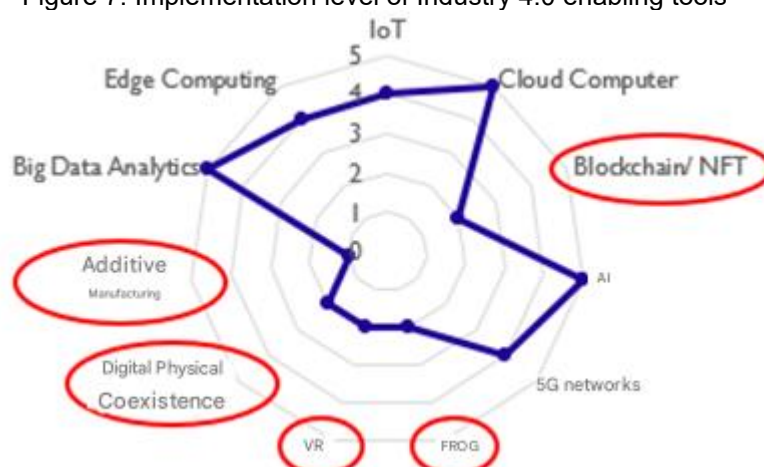 Figure 7. Implementation level of Industry 4.0 enabling tools
IoT
5
Edge Computing
Cloud Computer
4
3
Big Data Analytics
Blockchain/ NFT
2
1
0
Additive
Manufacturing
AI
Digital Physical
Coexistence
5G networks
VR
FROG